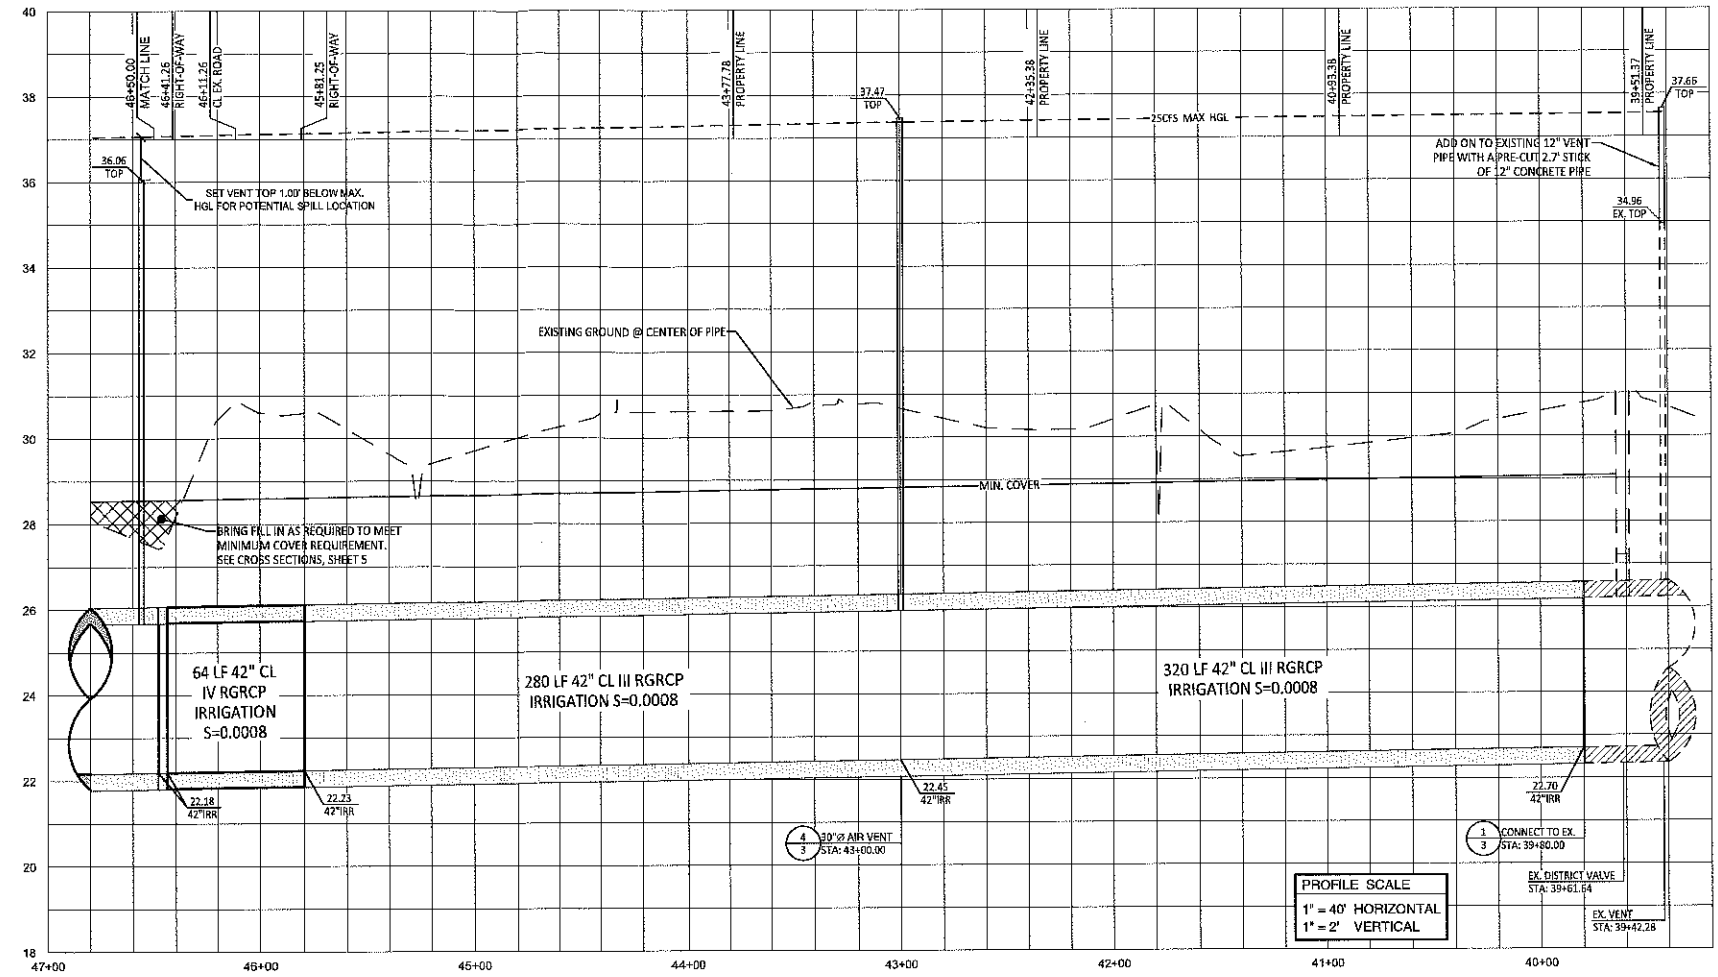 40
38
36
34
32
30
28
26
24
22
20
18
46+50.00
MATCH LINE
46+41.26
RIGHT-OF-WAY
46+11.26
CL EX. ROAD
45+81.25
RIGHT-OF-WAY
43+77.78
PROPERTY LINE
42+35.38
PROPERTY LINE
40+93.38
PROPERTY LINE
39+51.37
PROPERTY LINE
37.66
TOP
37.47
TOP
25CFS MAX HGL
36.06
TOP
SET VENT TOP 1.00' BELOW MAX.
HGL FOR POTENTIAL SPILL LOCATION
ADD ON TO EXISTING 12" VENT
PIPE WITH A PRE-CUT 2.7' STICK
OF 12" CONCRETE PIPE
34.96
EX. TOP
EXISTING GROUND @ CENTER OF PIPE
MIN. COVER
BRING FILL IN AS REQUIRED TO MEET
MINIMUM COVER REQUIREMENT.
SEE CROSS SECTIONS, SHEET 5
64 LF 42" CL
IV RGRCP
IRRIGATION
S=0.0008
280 LF 42" CL III RGRCP
IRRIGATION S=0.0008
320 LF 42" CL III RGRCP
IRRIGATION S=0.0008
22.18
42"IRR
22.23
42"IRR
22.45
42"IRR
22.70
42"IRR
4
3
30"Ø AIR VENT
STA: 43+00.00
1
3
CONNECT TO EX.
STA: 39+80.00
EX. DISTRICT VALVE
STA: 39+61.64
EX. VENT
STA: 39+42.28
PROFILE SCALE
1" = 40' HORIZONTAL
1" = 2' VERTICAL
47+00
46+00
45+00
44+00
43+00
42+00
41+00
40+00